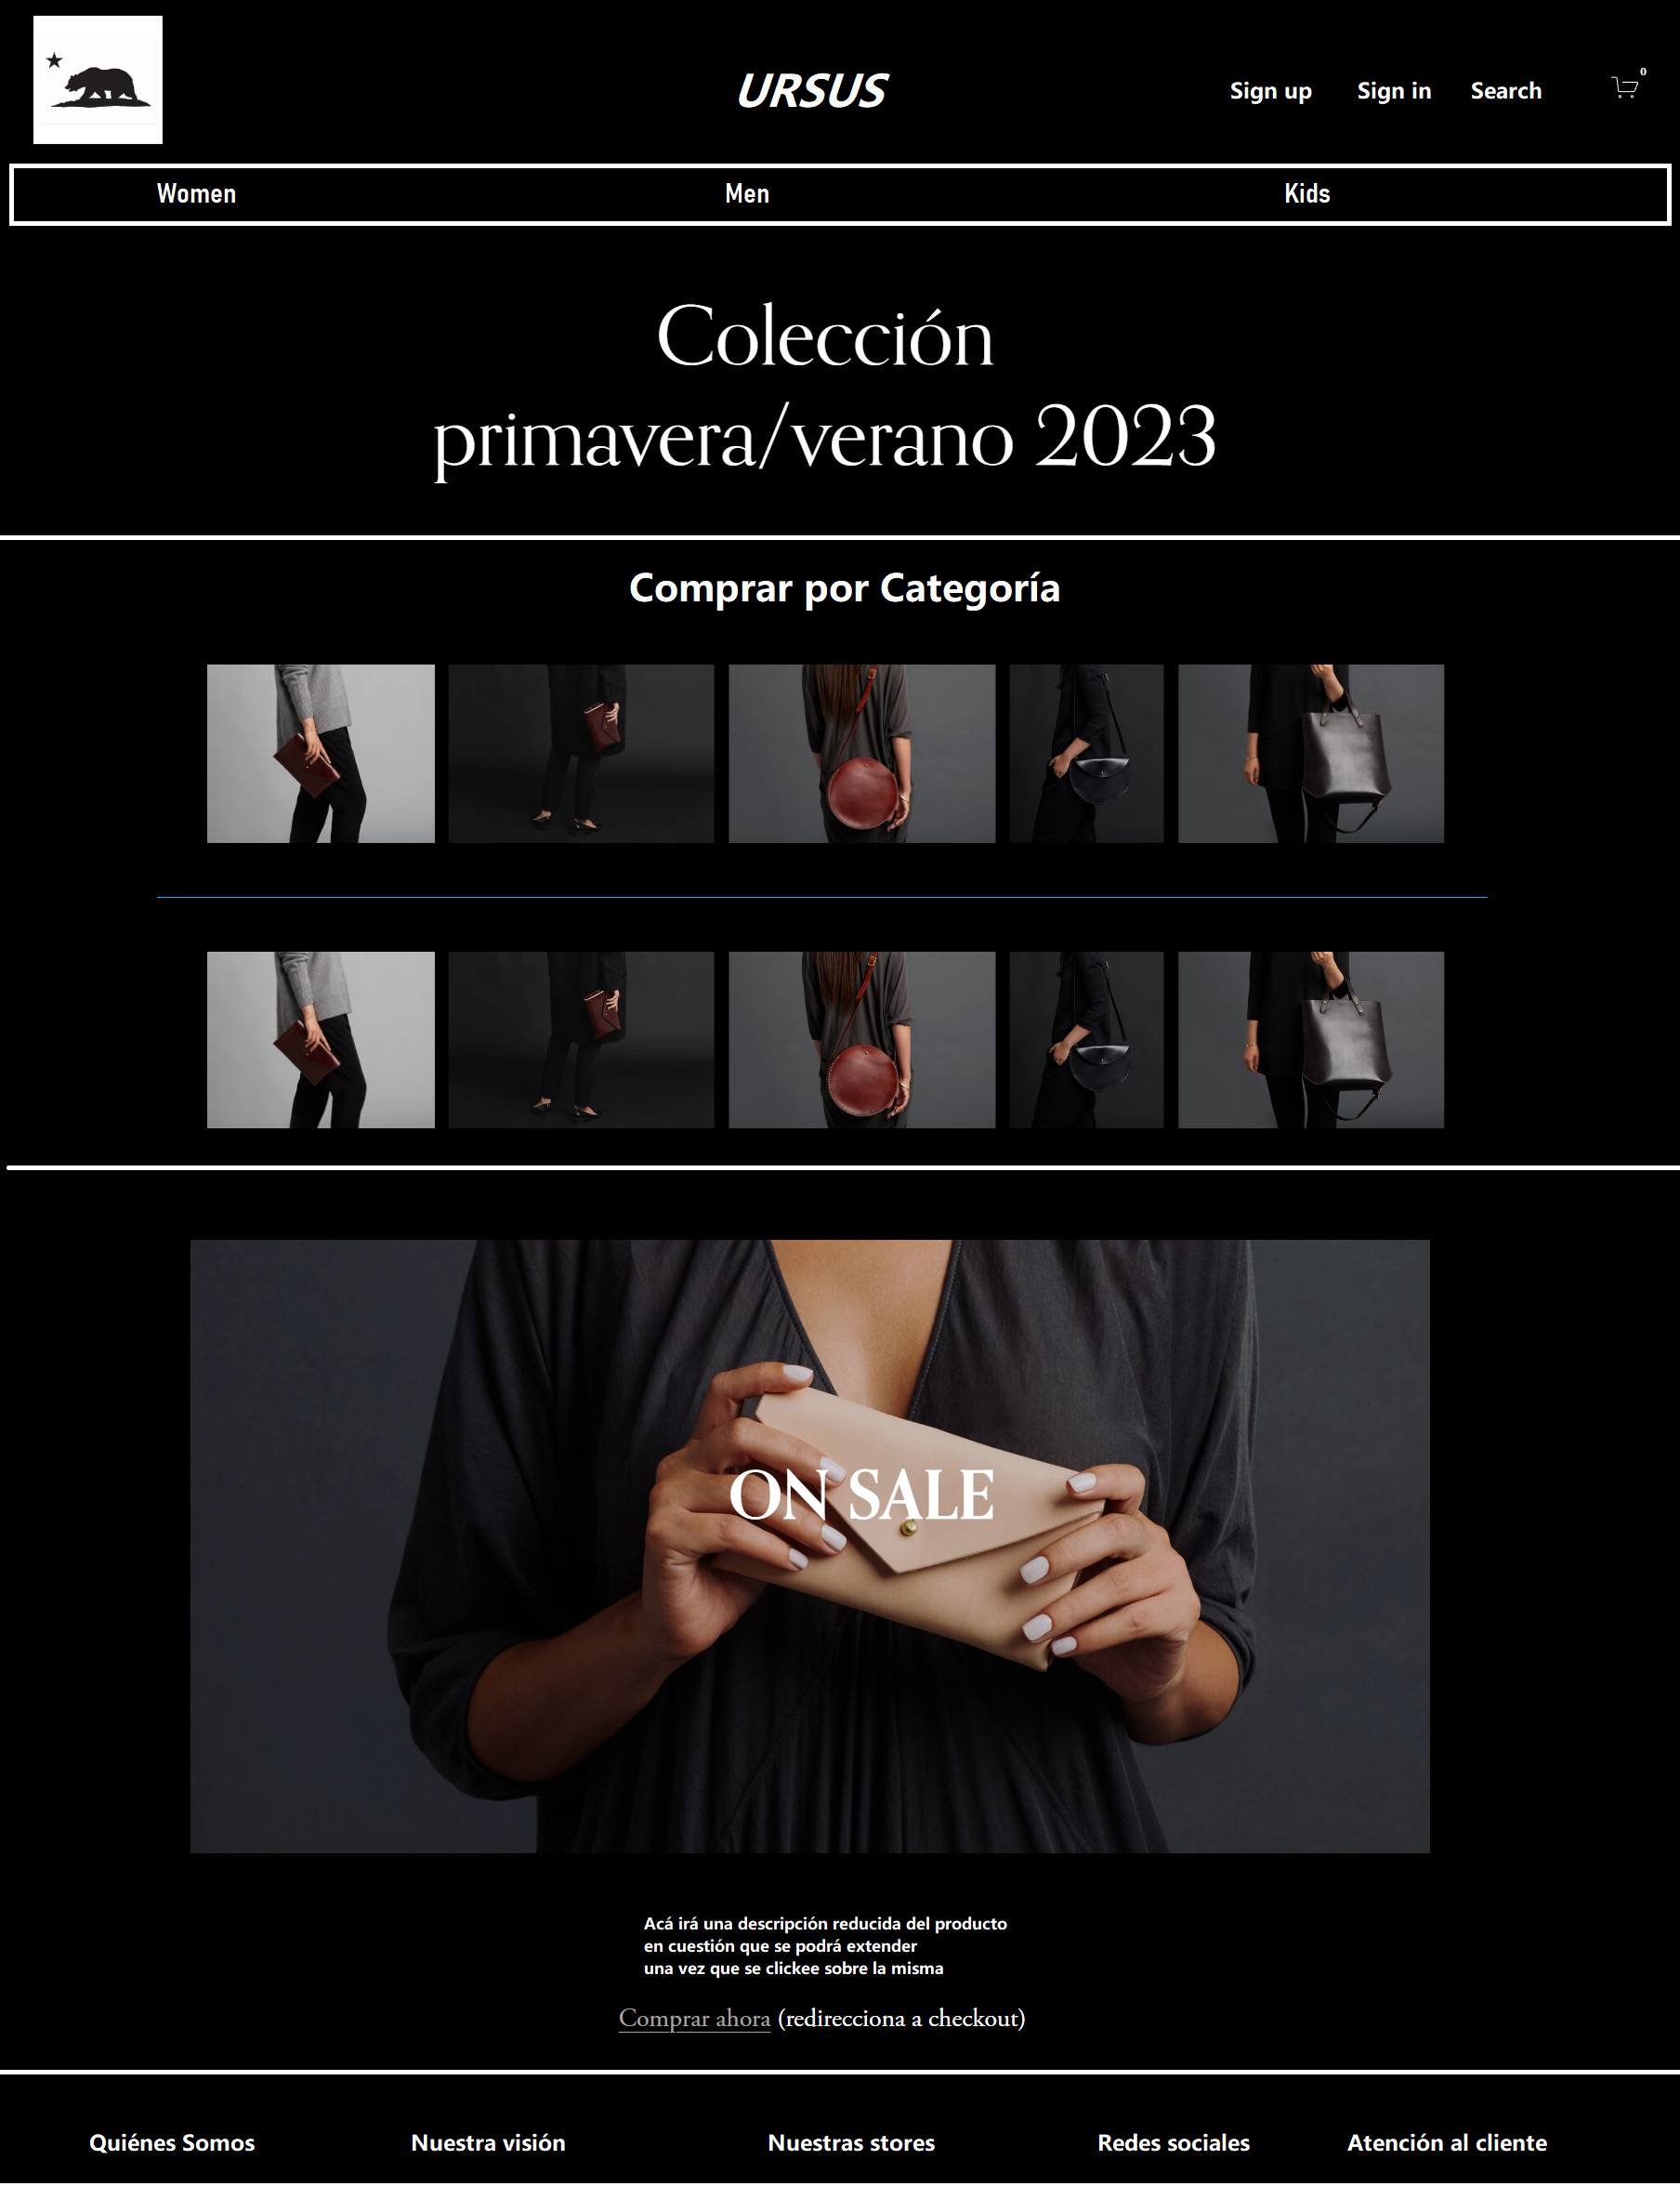 URSUS
Sign up Sign in Search 0
Women Men Kids
Colección
primavera/verano 2023
Comprar por Categoría
ON SALE
Acá irá una descripción reducida del producto
en cuestión que se podrá extender
una vez que se clickee sobre la misma
Comprar ahora (redirecciona a checkout)
Quiénes Somos Nuestra visión Nuestras stores Redes sociales Atención al cliente